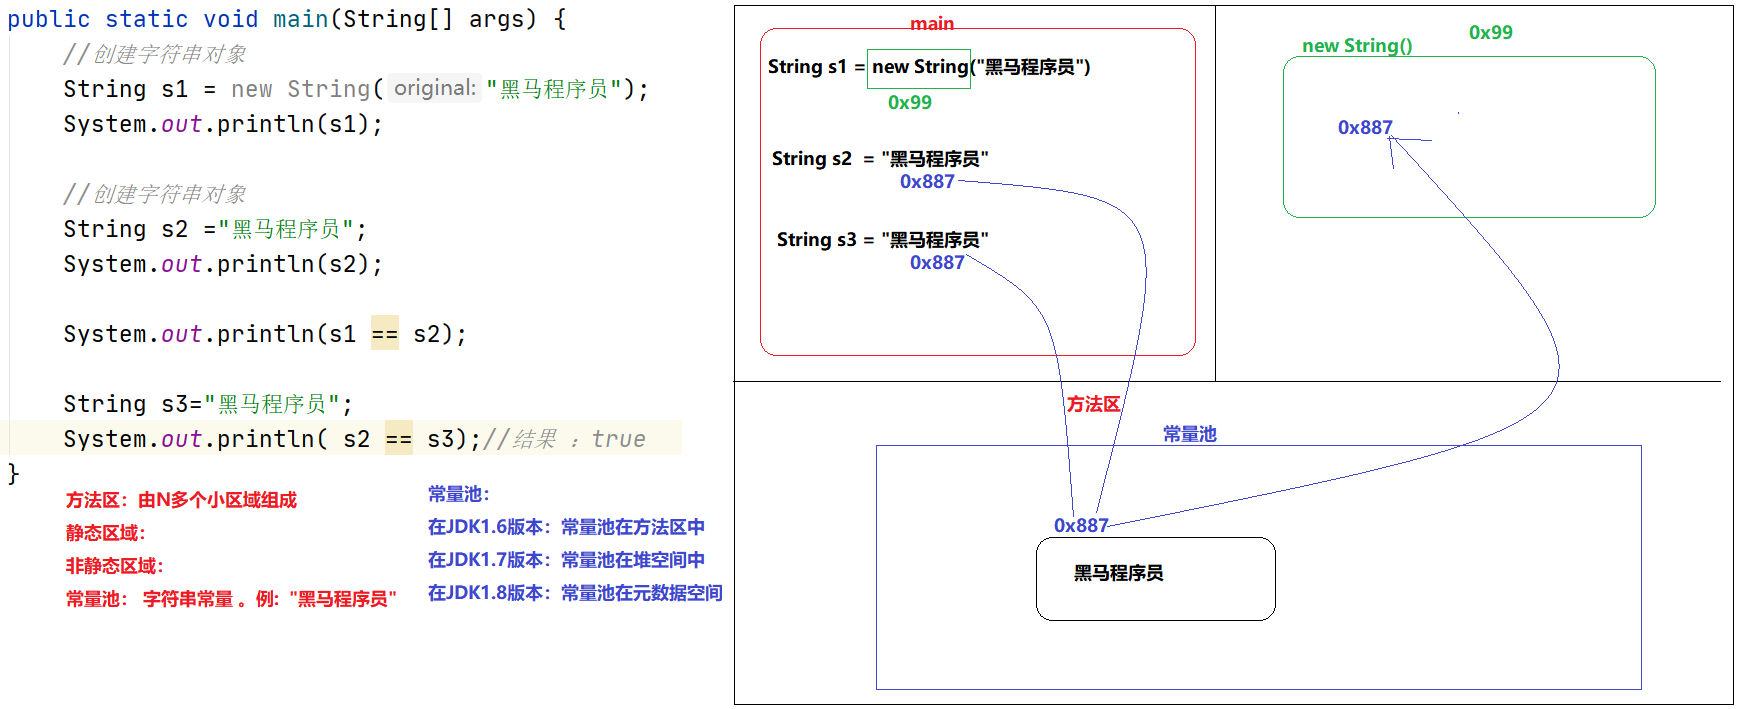 public static void main(String[] args) {
//创建字符串对象
String s1 = new String( original: "黑马程序员");
System.out.println(s1);
//创建字符串对象
String s2 ="黑马程序员";
System.out.println(s2);
System.out.println(s1 == s2);
String s3="黑马程序员";
System.out.println( s2 == s3);//结果 : true
}
方法区：由N多个小区域组成
静态区域：
非静态区域：
常量池： 字符串常量 。例："黑马程序员"
常量池：
在JDK1.6版本：常量池在方法区中
在JDK1.7版本：常量池在堆空间中
在JDK1.8版本：常量池在元数据空间
main
String s1 = new String("黑马程序员")
0x99
String s2 = "黑马程序员"
0x887
String s3 = "黑马程序员"
0x887
new String()
0x99
0x887
方法区
常量池
0x887
黑马程序员